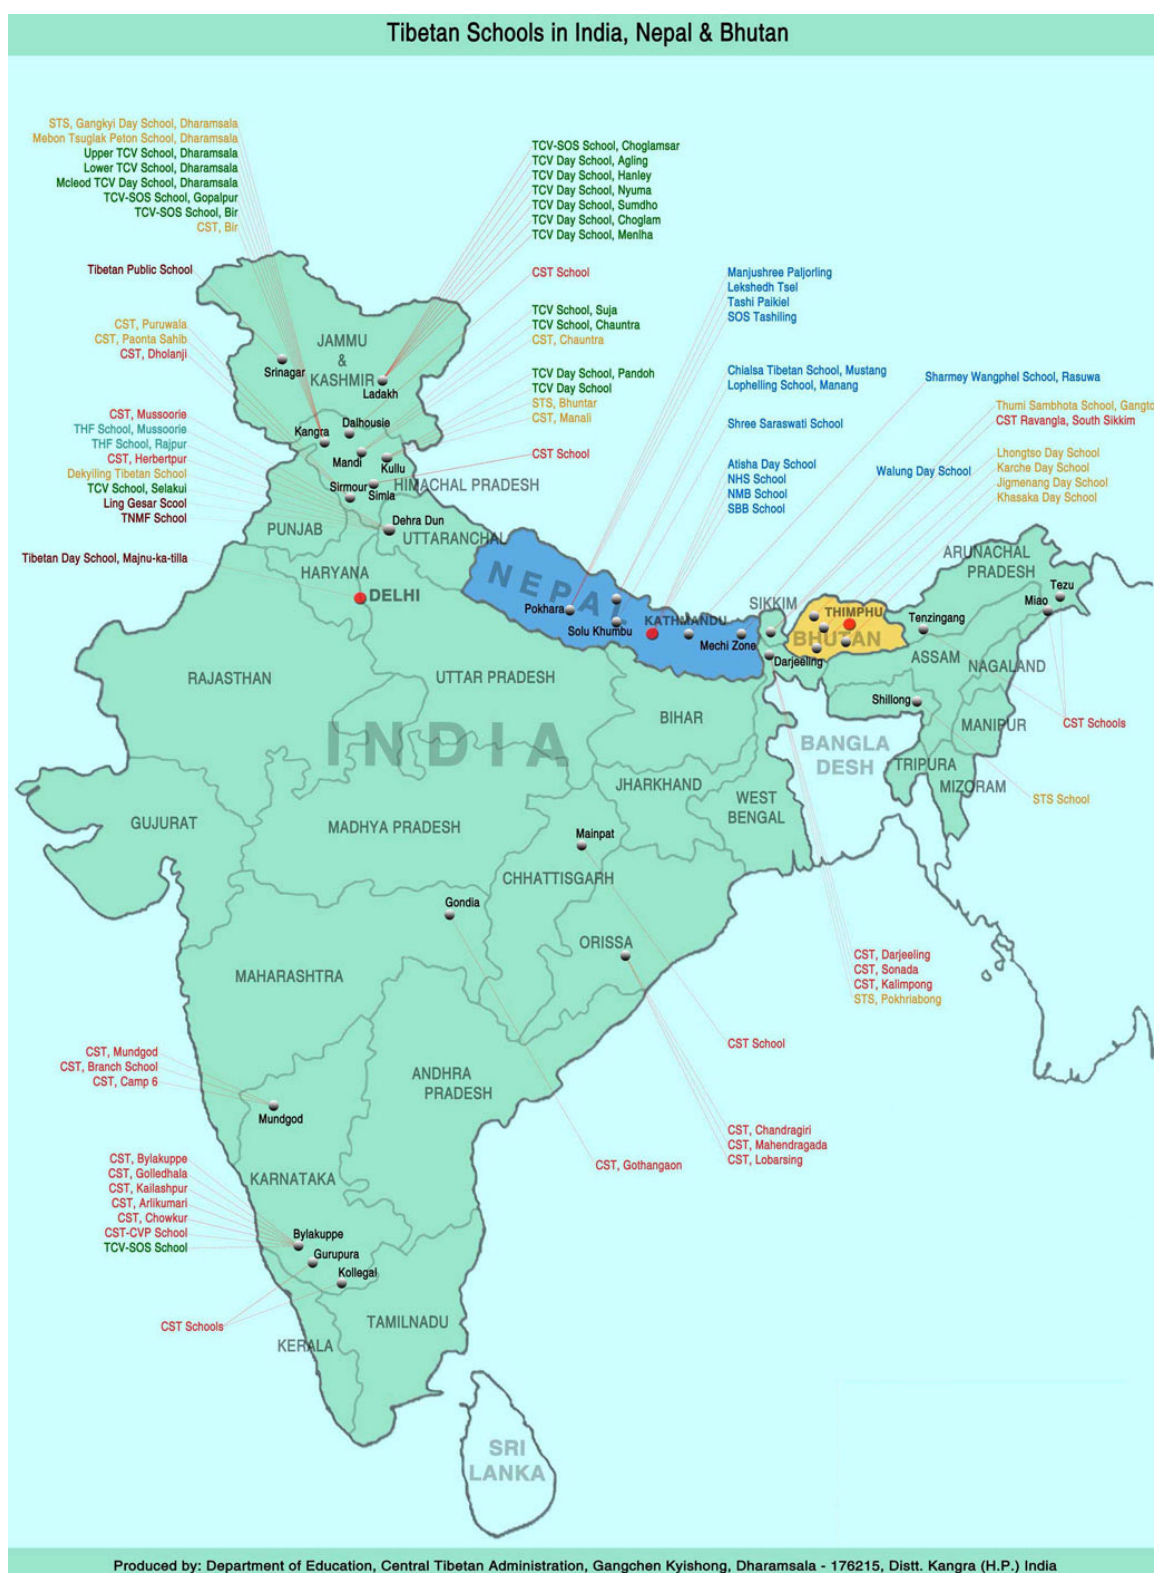 Tibetan Schools in India, Nepal & Bhutan
STS, Gangkyi Day School, Dharamsala
Mebon Tsuglak Peton School, Dharamsala
Upper TCV School, Dharamsala
Lower TCV School, Dharamsala
Mcleod TCV Day School, Dharamsala
TCV-SOS School, Gopalpur
TCV-SOS School, Bir
CST, Bir
TCV-SOS School, Choglamsar
TCV Day School, Agling
TCV Day School, Hanley
TCV Day School, Nyuma
TCV Day School, Sumdho
TCV Day School, Choglam
TCV Day School, Menlha
Tibetan Public School
CST School
Manjushree Paljorling
Lekshedh Tsel
Tashi Paikiel
SOS Tashiling
CST, Puruwala
CST, Paonta Sahib
CST, Dholanji
TCV School, Suja
TCV School, Chauntra
CST, Chauntra
TCV Day School, Pandoh
TCV Day School
STS, Bhuntar
CST, Manali
Chialsa Tibetan School, Mustang
Lophelling School, Manang
Sharmey Wangphel School, Rasuwa
Thumi Sambhota School, Gangto
CST Ravangla, South Sikkim
Shree Saraswati School
CST School
Atisha Day School
NHS School
NMB School
SBB School
Walung Day School
Lhongtso Day School
Karche Day School
Jigmenang Day School
Khasaka Day School
CST, Mussoorie
THF School, Mussoorie
THF School, Rajpur
CST, Herbertpur
Dekyiling Tibetan School
TCV School, Selakui
Ling Gesar Scool
TNMF School
Tibetan Day School, Majnu-ka-tilla
JAMMU
&
KASHMIR
Srinagar
Ladakh
Dalhousie
Kangra
Mandi
Kullu
Sirmour
Simla
HIMACHAL PRADESH
PUNJAB
Dehra Dun
UTTARANCHAL
HARYANA
DELHI
NEPAL
Pokhara
Solu Khumbu
KATHMANDU
Mechi Zone
SIKKIM
Darjeeling
THIMPHU
BHUTAN
ARUNACHAL
PRADESH
Tezu
Miao
Tenzingang
ASSAM
NAGALAND
Shillong
MANIPUR
CST Schools
TRIPURA
MIZORAM
STS School
BANGLA
DESH
RAJASTHAN
UTTAR PRADESH
BIHAR
INDIA
JHARKHAND
WEST
BENGAL
GUJURAT
MADHYA PRADESH
Mainpat
CHHATTISGARH
Gondia
ORISSA
MAHARASHTRA
CST, Darjeeling
CST, Sonada
CST, Kalimpong
STS, Pokhriabong
CST School
CST, Mundgod
CST, Branch School
CST, Camp 6
Mundgod
ANDHRA
PRADESH
CST, Chandragiri
CST, Mahendragada
CST, Lobarsing
CST, Gothangaon
KARNATAKA
CST, Bylakuppe
CST, Golledhala
CST, Kailashpur
CST, Arlikumari
CST, Chowkur
CST-CVP School
TCV-SOS School
Bylakuppe
Gurupura
Kollegal
CST Schools
TAMILNADU
KERALA
SRI
LANKA
Produced by: Department of Education, Central Tibetan Administration, Gangchen Kyishong, Dharamsala - 176215, Distt. Kangra (H.P.) India